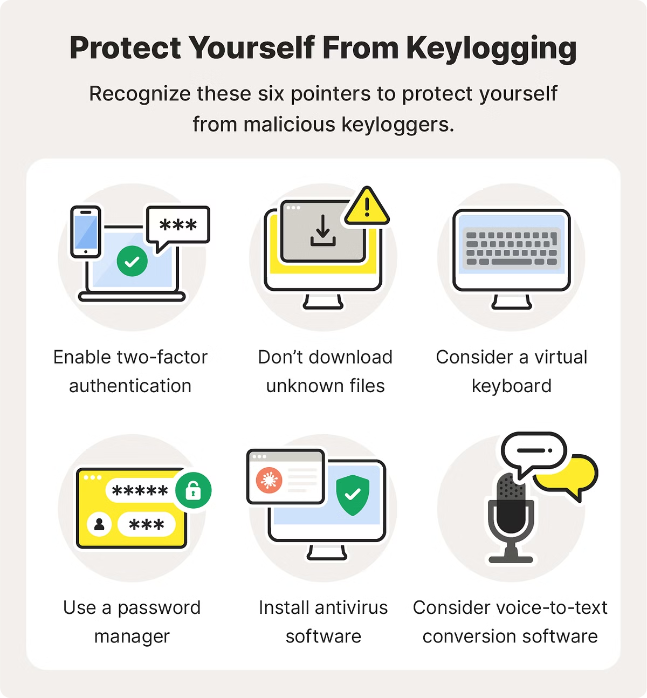 Protect Yourself From Keylogging
Recognize these six pointers to protect yourself
from malicious keyloggers.
***
!
Enable two-factor
authentication
Don’t download
unknown files
Consider a virtual
keyboard
*****
***
Use a password
manager
Install antivirus
software
Consider voice-to-text
conversion software